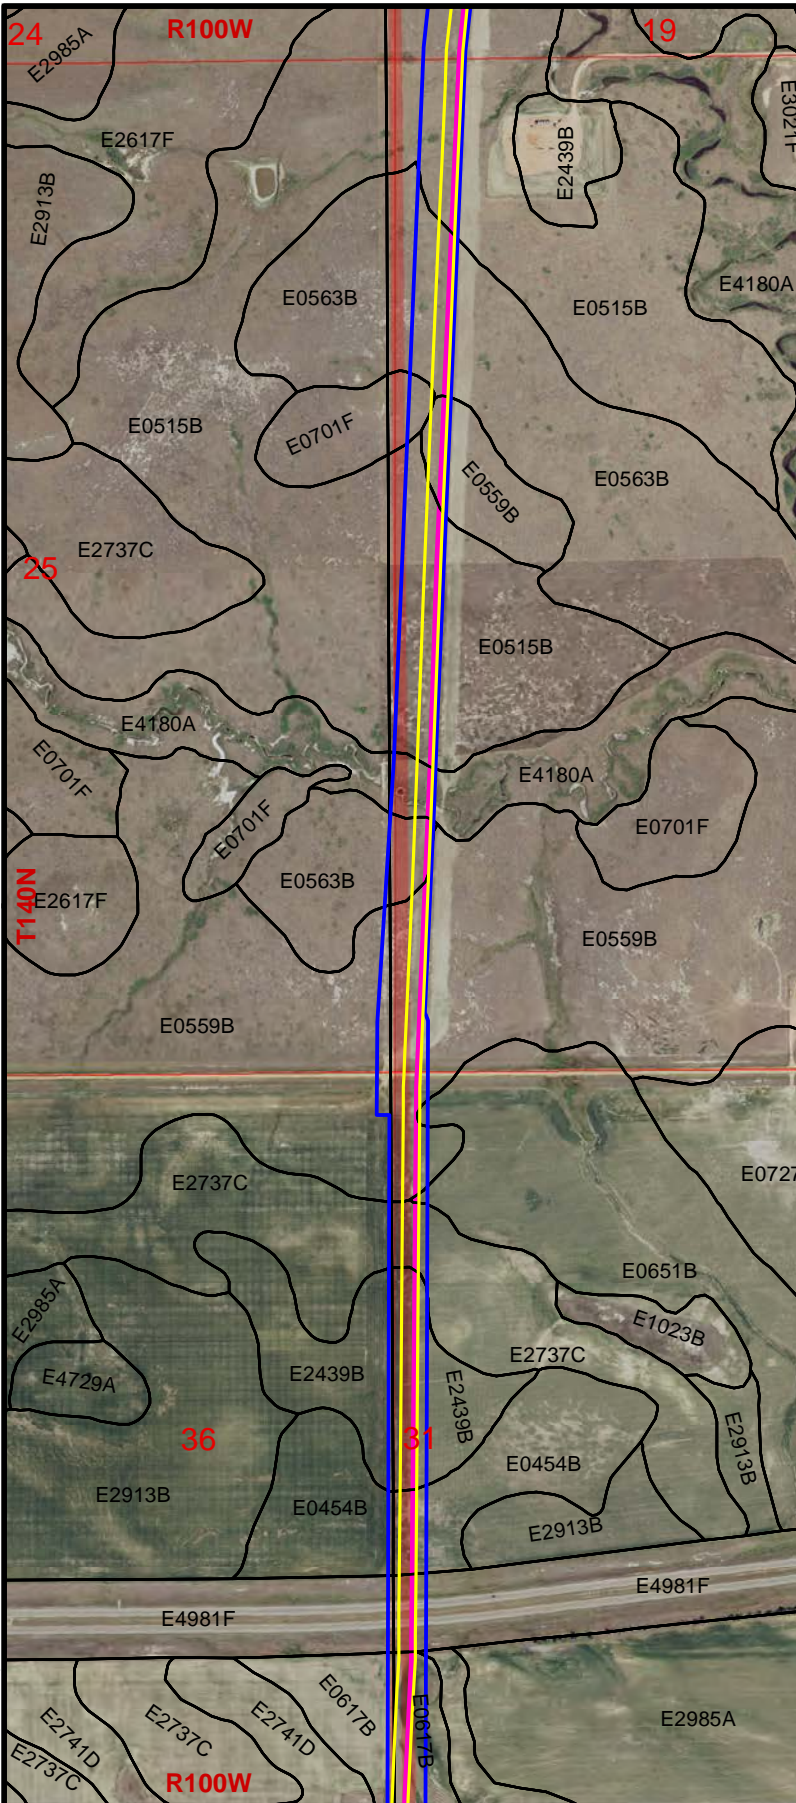 24
R100W
19
E2985A
E3021F
E2617F
E2439B
E2913B
E4180A
E0563B
E0515B
E0515B
E0701F
E0563B
E0559B
E2737C
25
E0515B
E4180A
E0701F
E4180A
E0701F
E0701F
E0563B
T140N
E2617F
E0559B
E0559B
E2737C
E0727
E0651B
E2985A
E1023B
E2737C
E2439B
E4729A
E2439B
36
31
E2913B
E0454B
E2913B
E0454B
E2913B
E4981F
E4981F
E0617B
E2741D
E2737C
E2741D
E0617B
E2985A
E2737C
R100W